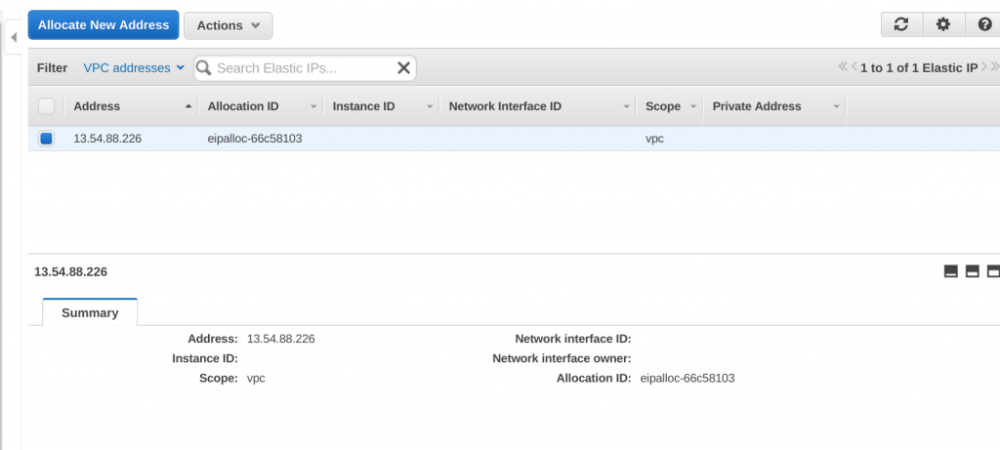 Allocate New Address Actions
Filter VPC addresses Search Elastic IPs... 1 to 1 of 1 Elastic IP
Address Allocation ID Instance ID Network Interface ID Scope Private Address
13.54.88.226 eipalloc-66c58103 vpc
13.54.88.226
Summary
Address: 13.54.88.226 Network interface ID:
Instance ID: Network interface owner:
Scope: vpc Allocation ID: eipalloc-66c58103